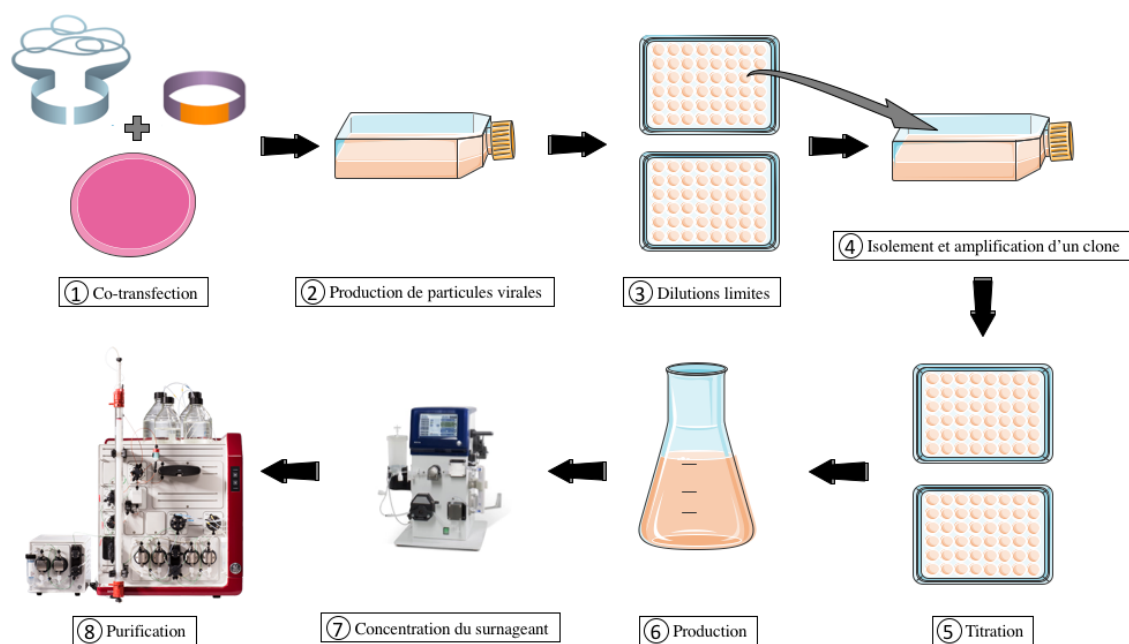 ① Co-transfection
② Production de particules virales
③ Dilutions limites
④ Isolement et amplification d’un clone
⑤ Titration
⑥ Production
⑦ Concentration du surnageant
⑧ Purification